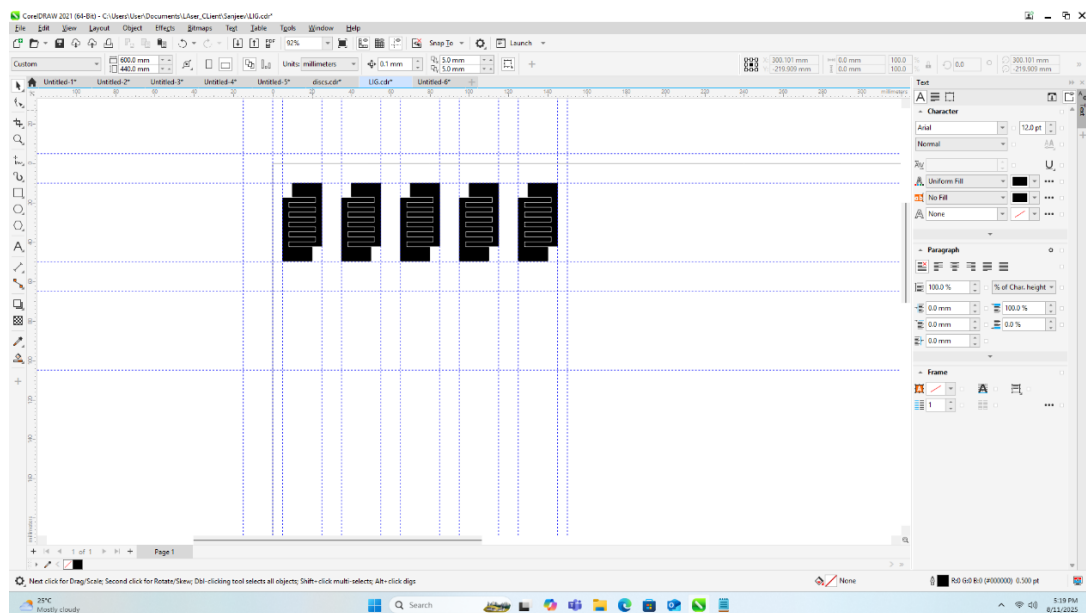 CorelDRAW 2021 (64-Bit) - C:\Users\User\Documents\LAser_CLient\Sanjeev\LIG.cdr*
File Edit View Layout Object Effects Bitmaps Text Table Tools Window Help
92% Snap To Launch
Custom 600.0 mm 440.0 mm Units: millimeters 0.1 mm 5.0 mm 5.0 mm 300.101 mm -219.909 mm 0.0 mm 0.0 mm 100.0 100.0 0.0 300.101 mm -219.909 mm
Untitled-1* Untitled-2* Untitled-3* Untitled-4* Untitled-5* discs.cdr* LIG.cdr* Untitled-6* Text
millimeters
Character
Arial 12.0 pt
Normal
Uniform Fill
No Fill
None
Paragraph
100.0 % % of Char. height
0.0 mm 100.0 %
0.0 mm 0.0 %
0.0 mm
Frame
1
1 of 1 Page 1
Next click for Drag/Scale; Second click for Rotate/Skew; Dbl-clicking tool selects all objects; Shift+click multi-selects; Alt+click digs None R:0 G:0 B:0 (#000000) 0.500 pt
25°C
Mostly cloudy
Search
5:19 PM
8/11/2025